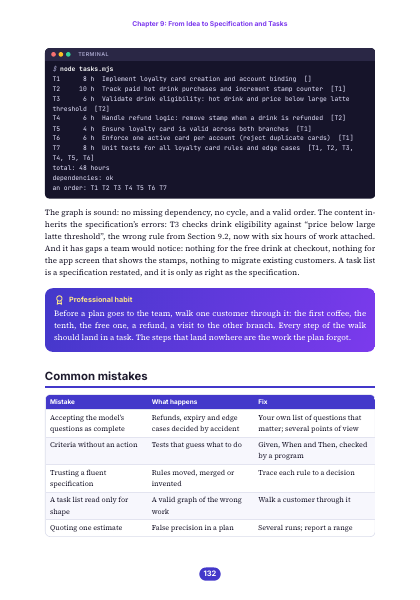 Chapter 9: From Idea to Specification and Tasks
TERMINAL
$ node tasks.mjs
T1 8 h Implement loyalty card creation and account binding []
T2 10 h Track paid hot drink purchases and increment stamp counter [T1]
T3 6 h Validate drink eligibility: hot drink and price below large latte
threshold [T2]
T4 6 h Handle refund logic: remove stamp when a drink is refunded [T2]
T5 4 h Ensure loyalty card is valid across both branches [T1]
T6 6 h Enforce one active card per account (reject duplicate cards) [T1]
T7 8 h Unit tests for all loyalty card rules and edge cases [T1, T2, T3,
T4, T5, T6]
total: 48 hours
dependencies: ok
an order: T1 T2 T3 T4 T5 T6 T7
The graph is sound: no missing dependency, no cycle, and a valid order. The content in-
herits the specification's errors: T3 checks drink eligibility against "price below large
latte threshold", the wrong rule from Section 9.2, now with six hours of work attached.
And it has gaps a team would notice: nothing for the free drink at checkout, nothing for
the app screen that shows the stamps, nothing to migrate existing customers. A task list
is a specification restated, and it is only as right as the specification.
Professional habit
Before a plan goes to the team, walk one customer through it: the first coffee, the
tenth, the free one, a refund, a visit to the other branch. Every step of the walk
should land in a task. The steps that land nowhere are the work the plan forgot.
Common mistakes
Mistake What happens Fix
Accepting the model's Refunds, expiry and edge Your own list of questions that
questions as complete cases decided by accident matter; several points of view
Criteria without an action Tests that guess what to do Given, When and Then, checked
by a program
Trusting a fluent Rules moved, merged or Trace each rule to a decision
specification invented
A task list read only for A valid graph of the wrong Walk a customer through it
shape work
Quoting one estimate False precision in a plan Several runs; report a range
132